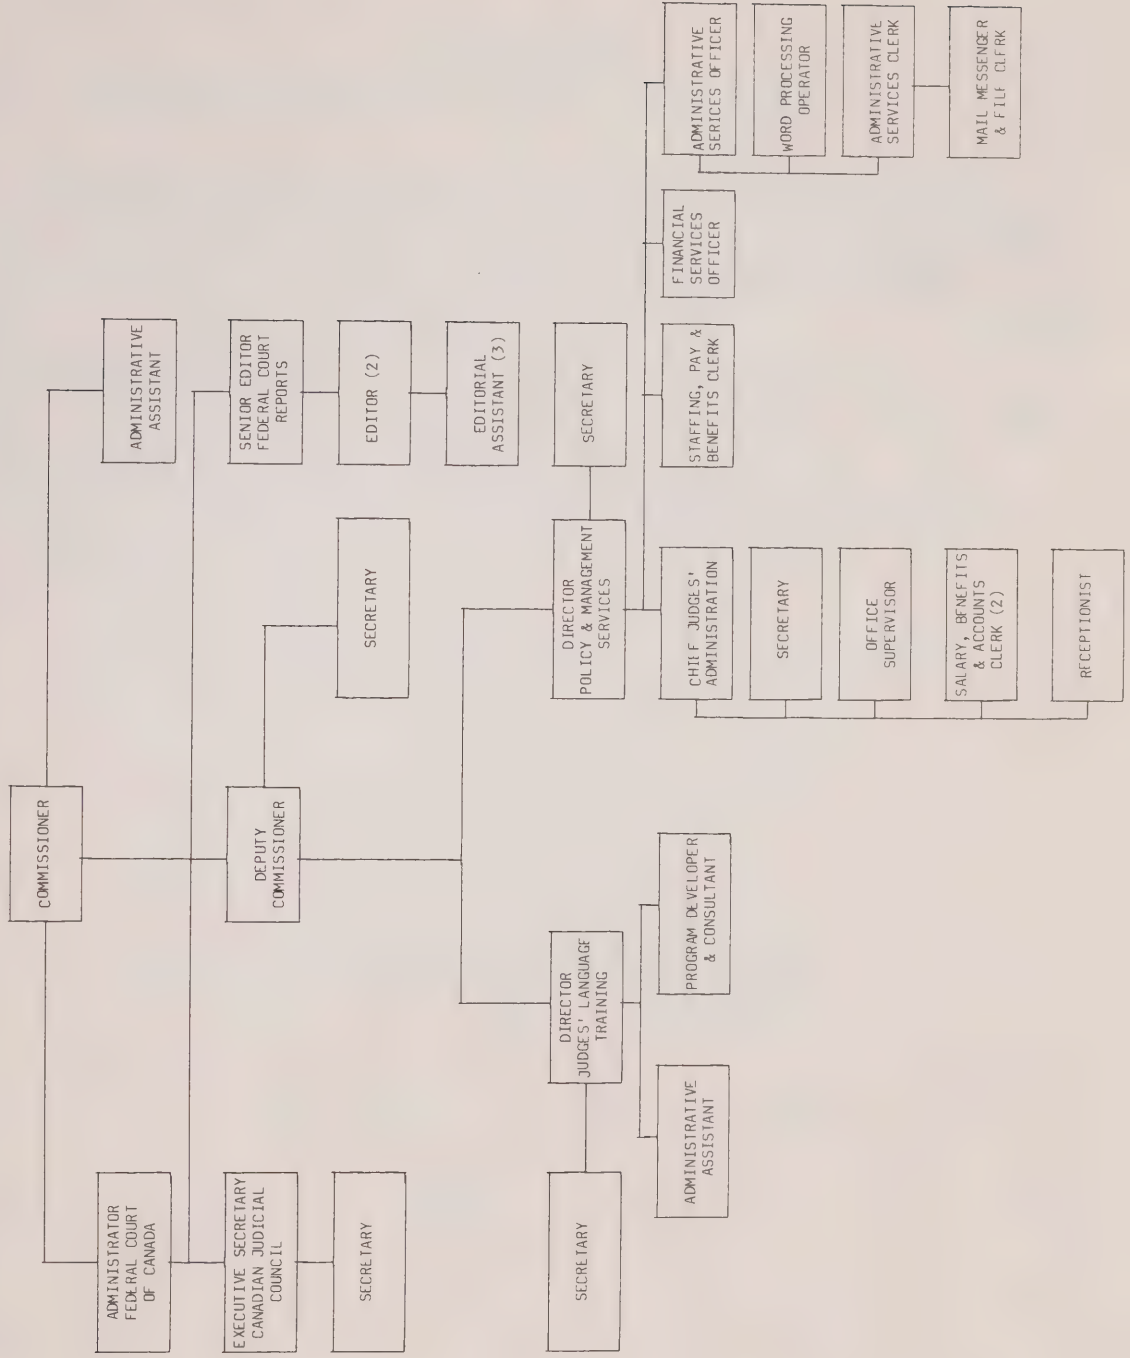 COMMISSIONER
ADMINISTRATOR
FEDERAL COURT
OF CANADA
ADMINISTRATIVE
ASSISTANT
EXECUTIVE SECRETARY
CANADIAN JUDICIAL
COUNCIL
DEPUTY
COMMISSIONER
SENIOR EDITOR
FEDERAL COURT
REPORTS
SECRETARY
SECRETARY
EDITOR (2)
EDITORIAL
ASSISTANT (3)
SECRETARY
DIRECTOR
JUDGES' LANGUAGE
TRAINING
DIRECTOR
POLICY & MANAGEMENT
SERVICES
SECRETARY
ADMINISTRATIVE
ASSISTANT
PROGRAM DEVELOPER
& CONSULTANT
CHIEF JUDGES'
ADMINISTRATION
STAFFING, PAY &
BENEFITS CLERK
FINANCIAL
SERVICES
OFFICER
ADMINISTRATIVE
SERICES OFFICER
SECRETARY
WORD PROCESSING
OPERATOR
OFFICE
SUPERVISOR
ADMINISTRATIVE
SERVICES CLERK
SALARY, BENEFITS
& ACCOUNTS
CLERK (2)
MAIL MESSENGER
& FILE CLERK
RECEPTIONIST